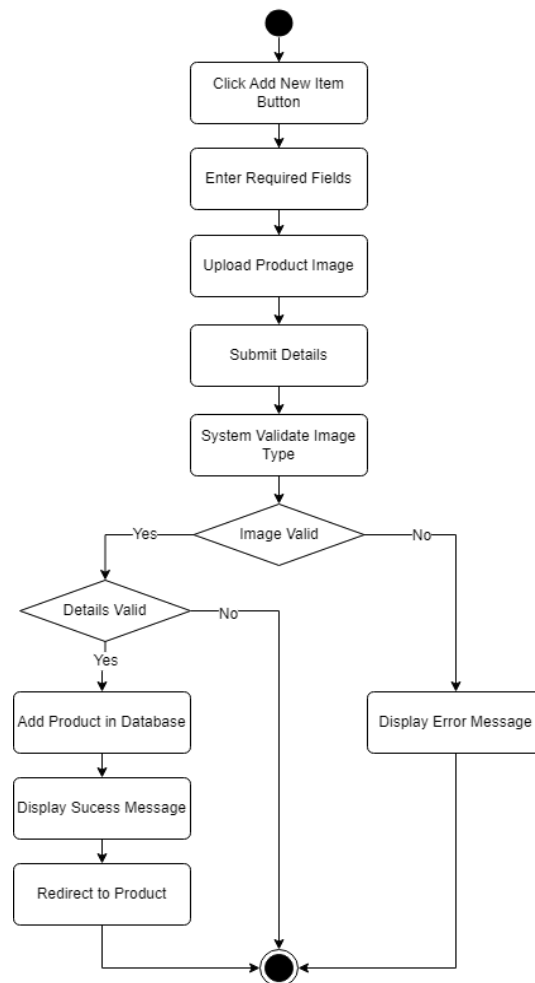 Click Add New Item
Button
Enter Required Fields
Upload Product Image
Submit Details
System Validate Image
Type
Yes
Image Valid
No
Details Valid
No
Yes
Add Product in Database
Display Error Message
Display Sucess Message
Redirect to Product